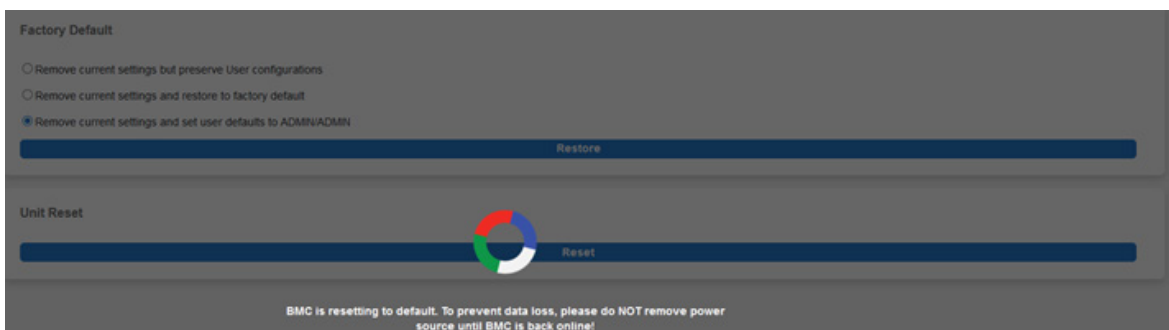 Factory Default
Remove current settings but preserve User configurations
Remove current settings and restore to factory default
Remove current settings and set user defaults to ADMIN/ADMIN
Restore
Unit Reset
Reset
BMC is resetting to default. To prevent data loss, please do NOT remove power
source until BMC is back online!